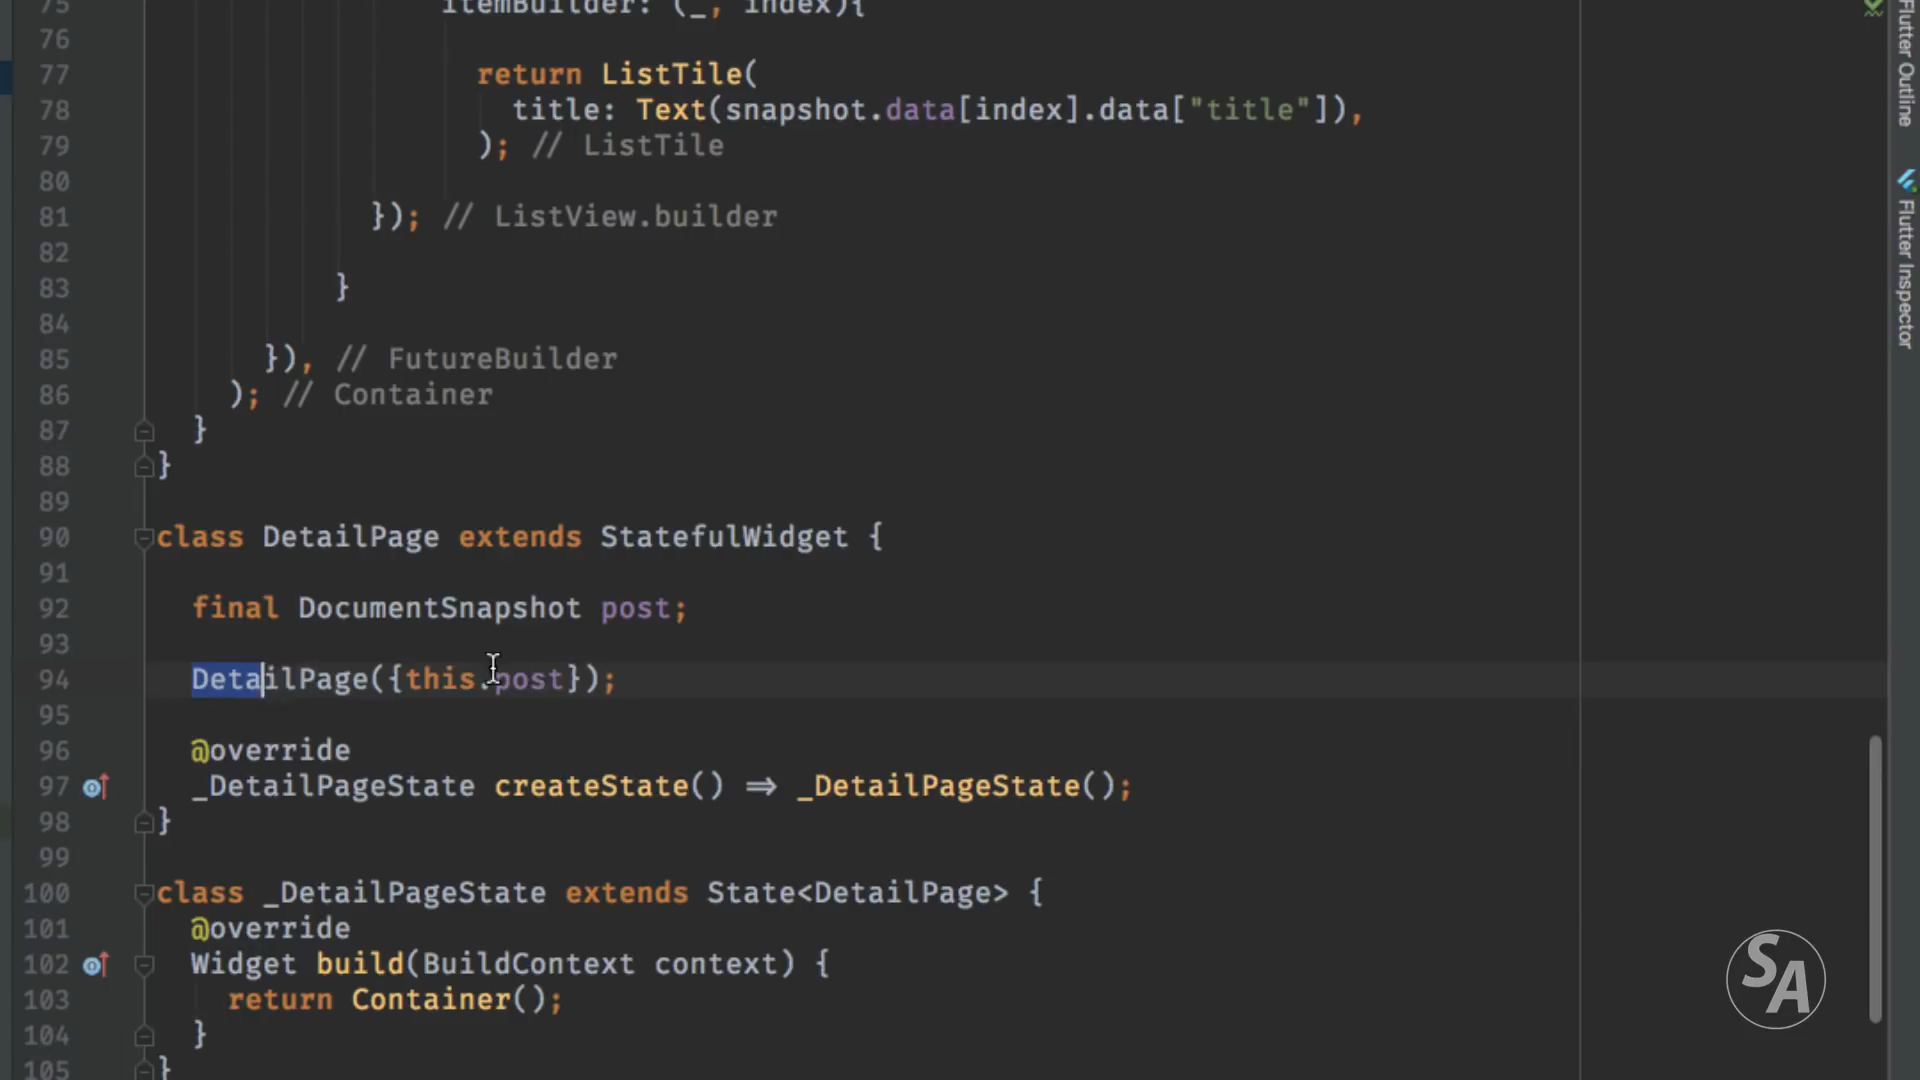 75 itemBuilder: (_, index){
76
77 return ListTile(
78 title: Text(snapshot.data[index].data["title"]),
79 ); // ListTile
80
81 }); // ListView.builder
82
83 }
84
85 }), // FutureBuilder
86 ); // Container
87 }
88 }
89
90 class DetailPage extends StatefulWidget {
91
92 final DocumentSnapshot post;
93
94 DetailPage({this.post});
95
96 @override
97 _DetailPageState createState() => _DetailPageState();
98 }
99
100 class _DetailPageState extends State<DetailPage> {
101 @override
102 Widget build(BuildContext context) {
103 return Container();
104 }
105 }
Flutter Outline
Flutter Inspector
SA